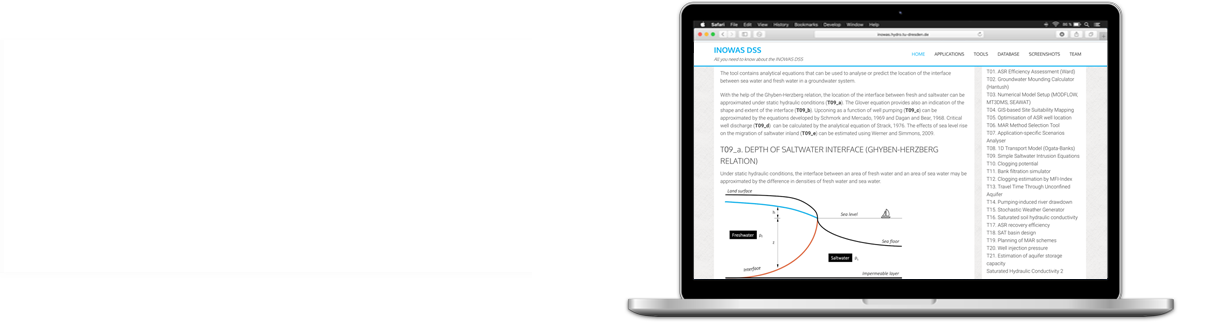 Safari File Edit View History Bookmarks Develop Window Help
inowas.hydro.tu-dresden.de
INOWAS DSS
All you need to know about the INOWAS DSS
HOME APPLICATIONS TOOLS DATABASE SCREENSHOTS TEAM
The tool contains analytical equations that can be used to analyse or predict the location of the interface
between sea water and fresh water in a groundwater system.
With the help of the Ghyben-Herzberg relation, the location of the interface between fresh and saltwater can be
approximated under static hydraulic conditions (T09_a). The Glover equation provides also an indication of the
shape and extent of the interface (T09_b). Upconing as a function of well pumping (T09_c) can be
approximated by the equations developed by Schmork and Mercado, 1969 and Dagan and Bear, 1968. Critical
well discharge (T09_d) can be calculated by the analytical equation of Strack, 1976. The effects of sea level rise
on the migration of saltwater inland (T09_e) can be estimated using Werner and Simmons, 2009.
T09_a. DEPTH OF SALTWATER INTERFACE (GHYBEN-HERZBERG
RELATION)
Under static hydraulic conditions, the interface between an area of fresh water and an area of sea water may be
approximated by the difference in densities of fresh water and sea water.
Land surface
Sea level
h
Freshwater
z
Sea floor
Saltwater
Interface
Impermeable layer
T01. ASR Efficiency Assessment (Ward)
T02. Groundwater Mounding Calculator
(Hantush)
T03. Numerical Model Setup (MODFLOW,
MT3DMS, SEAWAT)
T04. GIS-based Site Suitability Mapping
T05. Optimisation of ASR well location
T06. MAR Method Selection Tool
T07. Application-specific Scenarios
Analyser
T08. 1D Transport Model (Ogata-Banks)
T09. Simple Saltwater Intrusion Equations
T10. Clogging potential
T11. Bank filtration simulator
T12. Clogging estimation by MFI-Index
T13. Travel Time Through Unconfined
Aquifer
T14. Pumping-induced river drawdown
T15. Stochastic Weather Generator
T16. Saturated soil hydraulic conductivity
T17. ASR recovery efficiency
T18. SAT basin design
T19. Planning of MAR schemes
T20. Well injection pressure
T21. Estimation of aquifer storage
capacity
Saturated Hydraulic Conductivity 2